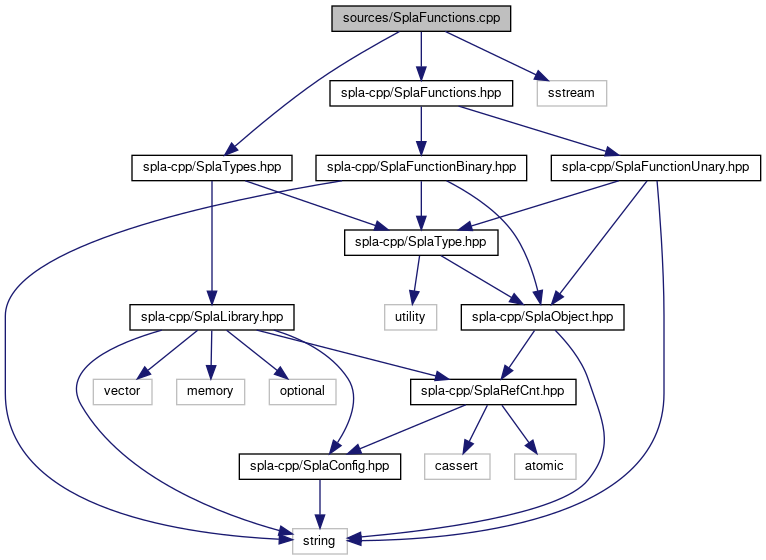 sources/SplaFunctions.cpp
spla-cpp/SplaFunctions.hpp
sstream
spla-cpp/SplaTypes.hpp
spla-cpp/SplaFunctionBinary.hpp
spla-cpp/SplaFunctionUnary.hpp
spla-cpp/SplaType.hpp
spla-cpp/SplaLibrary.hpp
utility
spla-cpp/SplaObject.hpp
vector
memory
optional
spla-cpp/SplaRefCnt.hpp
spla-cpp/SplaConfig.hpp
cassert
atomic
string